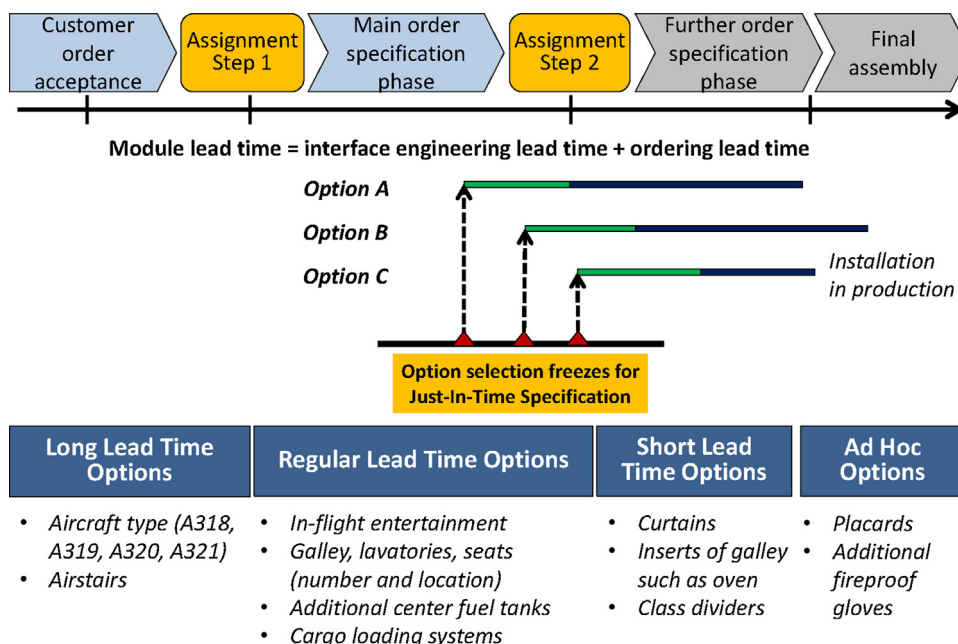 Customer
order
acceptance
Assignment
Step 1
Main order
specification
phase
Assignment
Step 2
Further order
specification
phase
Final
assembly
Module lead time = interface engineering lead time + ordering lead time
Option A
Option B
Option C
Installation
in production
Option selection freezes for
Just-In-Time Specification
Long Lead Time
Options
• Aircraft type (A318,
A319, A320, A321)
• Airstairs
Regular Lead Time Options
• In-flight entertainment
• Galley, lavatories, seats
(number and location)
• Additional center fuel tanks
• Cargo loading systems
Short Lead
Time Options
• Curtains
• Inserts of galley
such as oven
• Class dividers
Ad Hoc
Options
• Placards
• Additional
fireproof
gloves